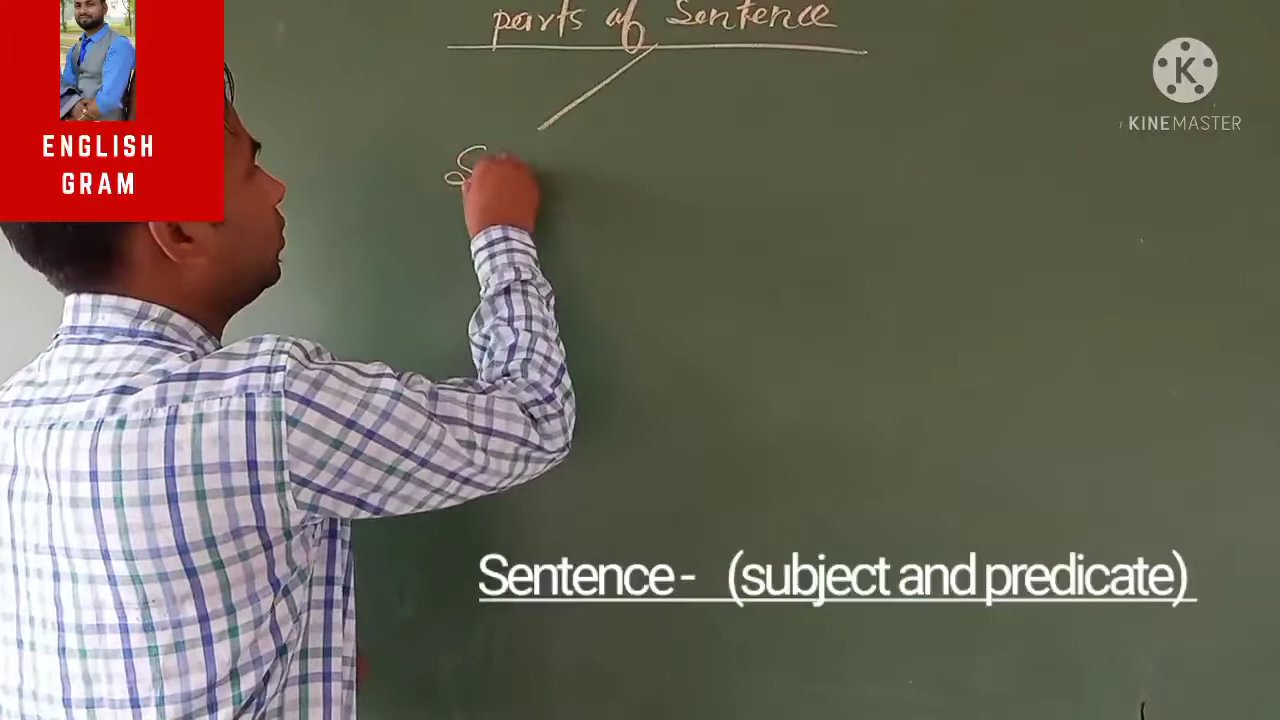 parts of Sentence
KINEMASTER
ENGLISH
GRAM
S
Sentence - (subject and predicate)